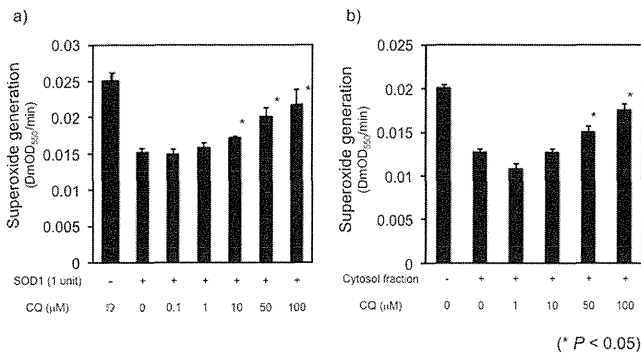 a)
Superoxide generation
(DmOD550/min)
0.03
0.025
0.02
0.015
0.01
0.005
0
* * *
SOD1 (1 unit) - + + + + + +
CQ (μM) 0 0.1 1 10 50 100
b)
Superoxide generation
(DmOD550/min)
0.025
0.02
0.015
0.01
0.005
0
* *
Cytosol fraction - + + + + +
CQ (μM) 0 0 1 10 50 100
(* P < 0.05)